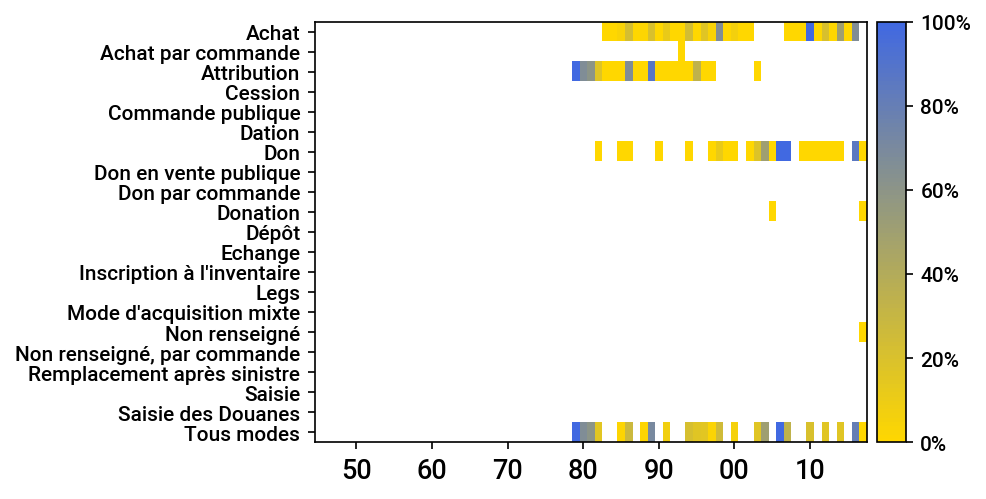 Achat
Achat par commande
Attribution
Cession
Commande publique
Dation
Don
Don en vente publique
Don par commande
Donation
Dépôt
Echange
Inscription à l'inventaire
Legs
Mode d'acquisition mixte
Non renseigné
Non renseigné, par commande
Remplacement après sinistre
Saisie
Saisie des Douanes
Tous modes
50 60 70 80 90 00 10
100%
80%
60%
40%
20%
0%